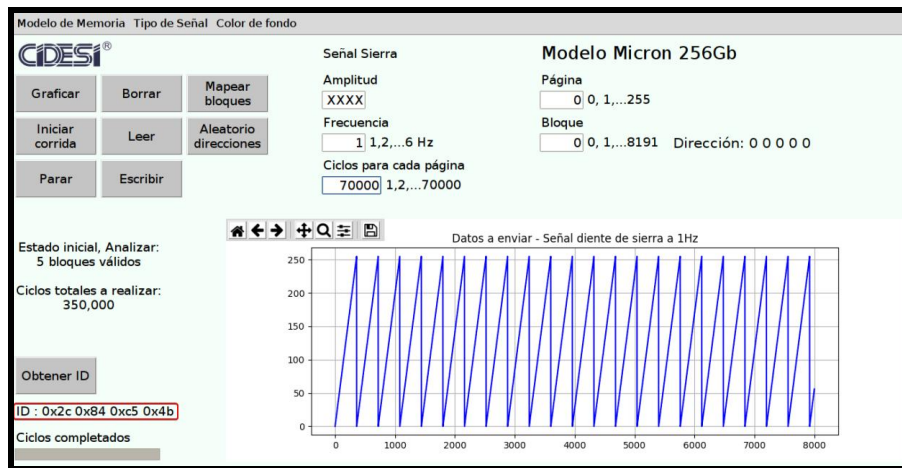 Modelo de Memoria Tipo de Señal Color de fondo
CIDESI®
Graficar
Borrar
Mapear
bloques
Iniciar
corrida
Leer
Aleatorio
direcciones
Parar
Escribir
Señal Sierra
Amplitud
XXXX
Frecuencia
1 1,2,...6 Hz
Ciclos para cada página
70000 1,2,...70000
Modelo Micron 256Gb
Página
0 0, 1,...255
Bloque
0 0, 1,...8191 Dirección: 0 0 0 0 0
Estado inicial, Analizar:
5 bloques válidos
Ciclos totales a realizar:
350,000
Obtener ID
ID : 0x2c 0x84 0xc5 0x4b
Ciclos completados
Datos a enviar - Señal diente de sierra a 1Hz
250
200
150
100
50
0
0 1000 2000 3000 4000 5000 6000 7000 8000